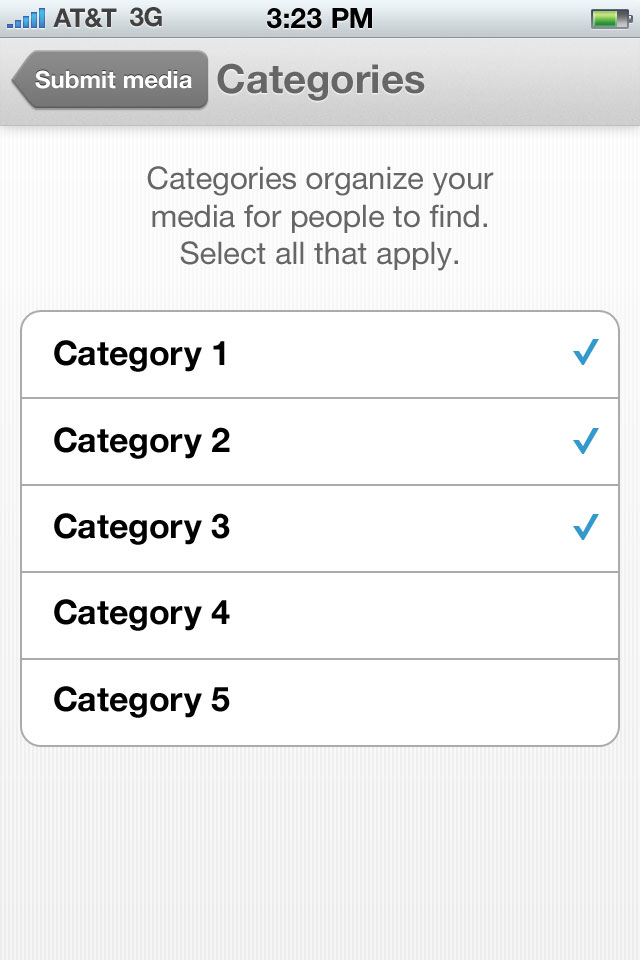 AT&T 3G 3:23 PM
Submit media Categories
Categories organize your
media for people to find.
Select all that apply.
Category 1
Category 2
Category 3
Category 4
Category 5